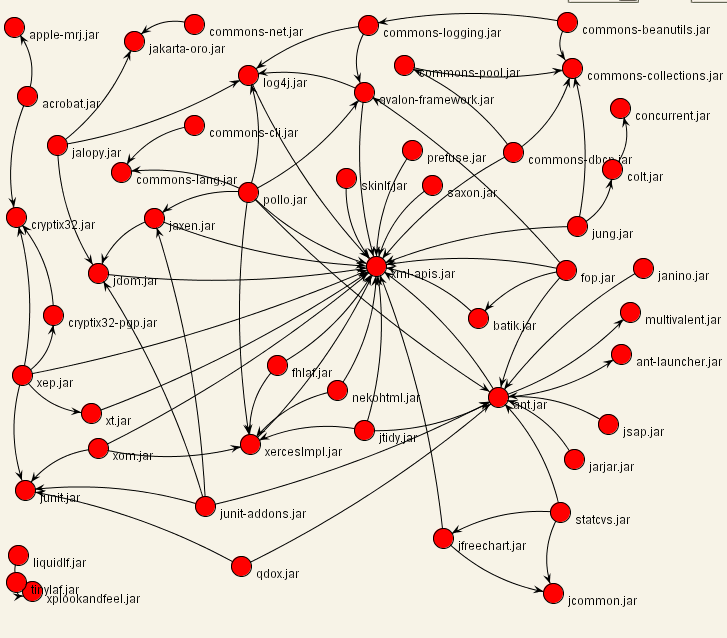 apple-mrj.jar
commons-net.jar
commons-logging.jar
commons-beanutils.jar
jakarta-oro.jar
log4j.jar
commons-pool.jar
commons-collections.jar
acrobat.jar
avalon-framework.jar
concurrent.jar
commons-cli.jar
jalopy.jar
prefuse.jar
commons-dbcp.jar
commons-lang.jar
skinlf.jar
saxon.jar
colt.jar
pollo.jar
cryptix32.jar
jaxen.jar
jung.jar
jdom.jar
xml-apis.jar
fop.jar
janino.jar
cryptix32-pgp.jar
batik.jar
multivalent.jar
ant-launcher.jar
fhlaf.jar
xep.jar
nekohtml.jar
ant.jar
xt.jar
jtidy.jar
jsap.jar
xom.jar
xercesImpl.jar
jarjar.jar
junit.jar
junit-addons.jar
statcvs.jar
jfreechart.jar
liquidlf.jar
qdox.jar
tinylaf.jar
xplookandfeel.jar
jcommon.jar